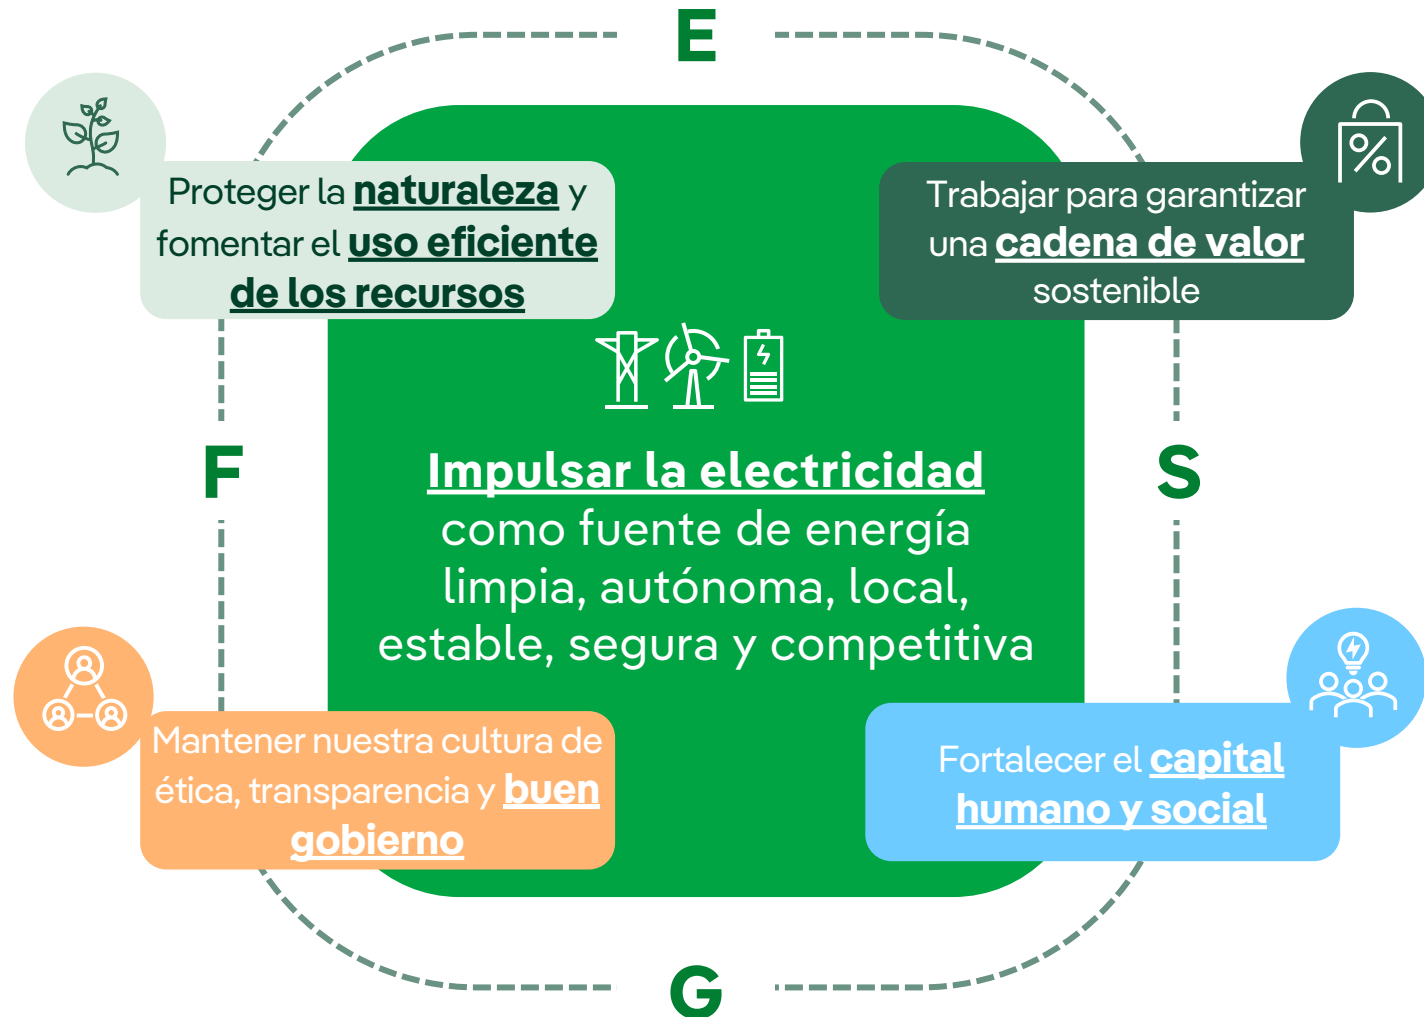 E
Proteger la naturaleza y
fomentar el uso eficiente
de los recursos
Trabajar para garantizar
una cadena de valor
sostenible
%
F
S
Impulsar la electricidad
como fuente de energía
limpia, autónoma, local,
estable, segura y competitiva
Mantener nuestra cultura de
ética, transparencia y buen
gobierno
Fortalecer el capital
humano y social
G